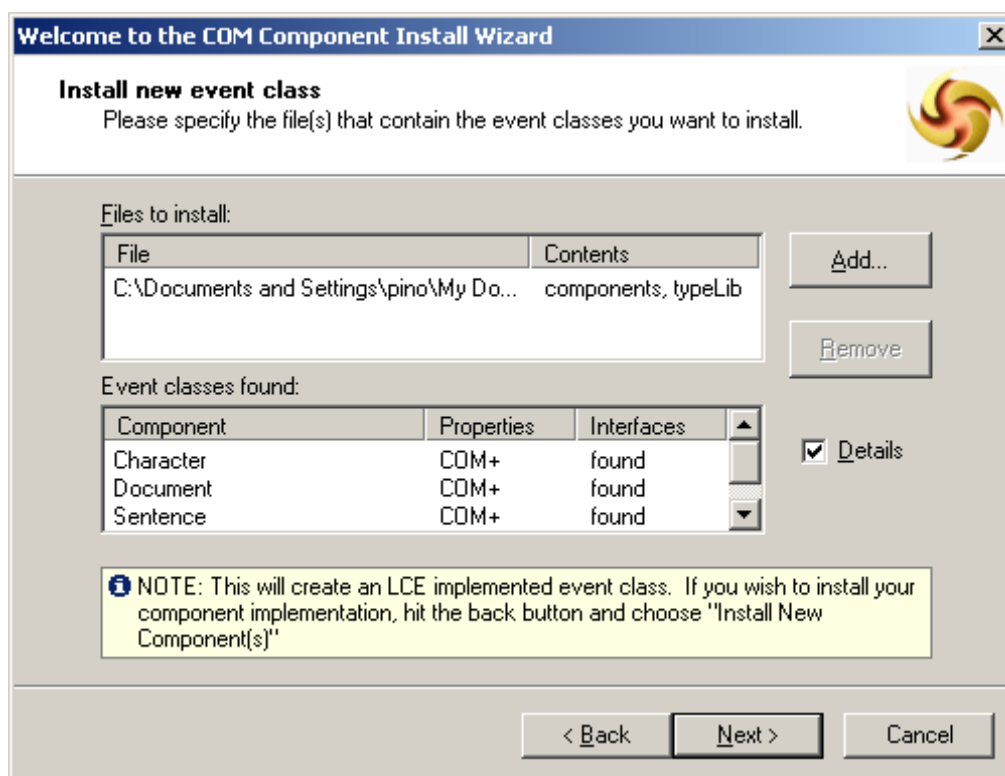 Welcome to the COM Component Install Wizard
Install new event class
Please specify the file(s) that contain the event classes you want to install.
Files to install:
File Contents
C:\Documents and Settings\pino\My Do... components, typeLib
Add...
Remove
Event classes found:
Component Properties Interfaces
Character COM+ found
Document COM+ found
Sentence COM+ found
Details
NOTE: This will create an LCE implemented event class. If you wish to install your
component implementation, hit the back button and choose "Install New
Component(s)"
< Back Next > Cancel